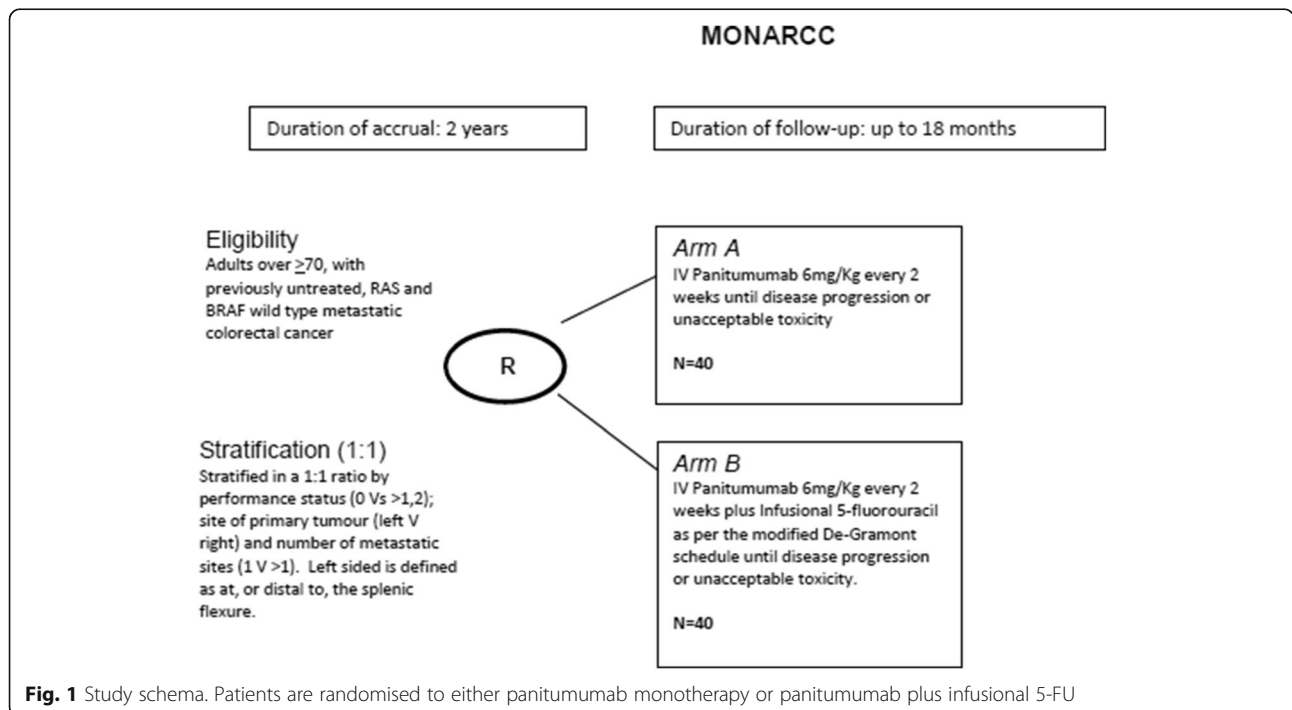 MONARCC
Duration of accrual: 2 years
Duration of follow-up: up to 18 months
Eligibility
Adults over ≥70, with
previously untreated, RAS and
BRAF wild type metastatic
colorectal cancer
R
Arm A
IV Panitumumab 6mg/Kg every 2
weeks until disease progression or
unacceptable toxicity
N=40
Stratification (1:1)
Stratified in a 1:1 ratio by
performance status (0 Vs >1,2);
site of primary tumour (left V
right) and number of metastatic
sites (1 V >1).  Left sided is defined
as at, or distal to, the splenic
flexure.
Arm B
IV Panitumumab 6mg/Kg every 2
weeks plus Infusional 5-fluorouracil
as per the modified De-Gramont
schedule until disease progression
or unacceptable toxicity.
N=40
Fig. 1 Study schema. Patients are randomised to either panitumumab monotherapy or panitumumab plus infusional 5-FU